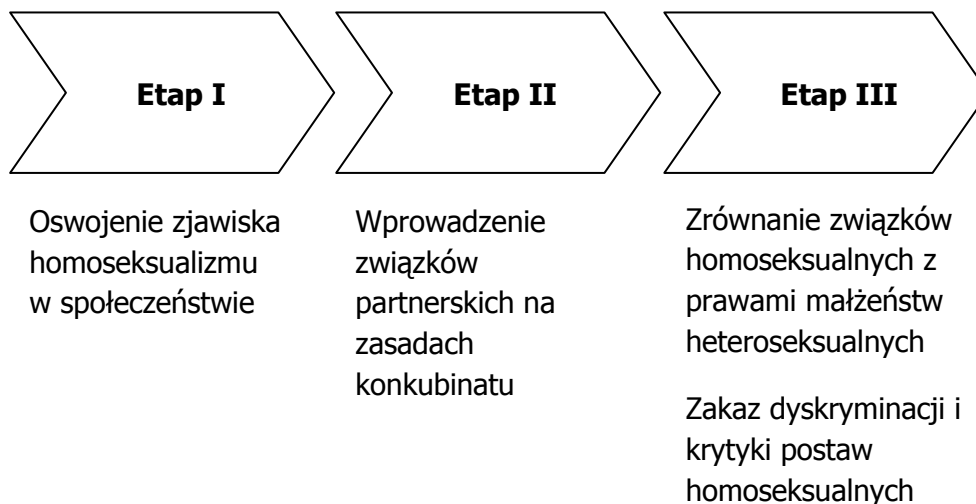 Etap I
Etap II
Etap III
Oswojenie zjawiska
homoseksualizmu
w społeczeństwie
Wprowadzenie
związków
partnerskich na
zasadach
konkubinatu
Zrównanie związków
homoseksualnych z
prawami małżeństw
heteroseksualnych
Zakaz dyskryminacji i
krytyki postaw
homoseksualnych